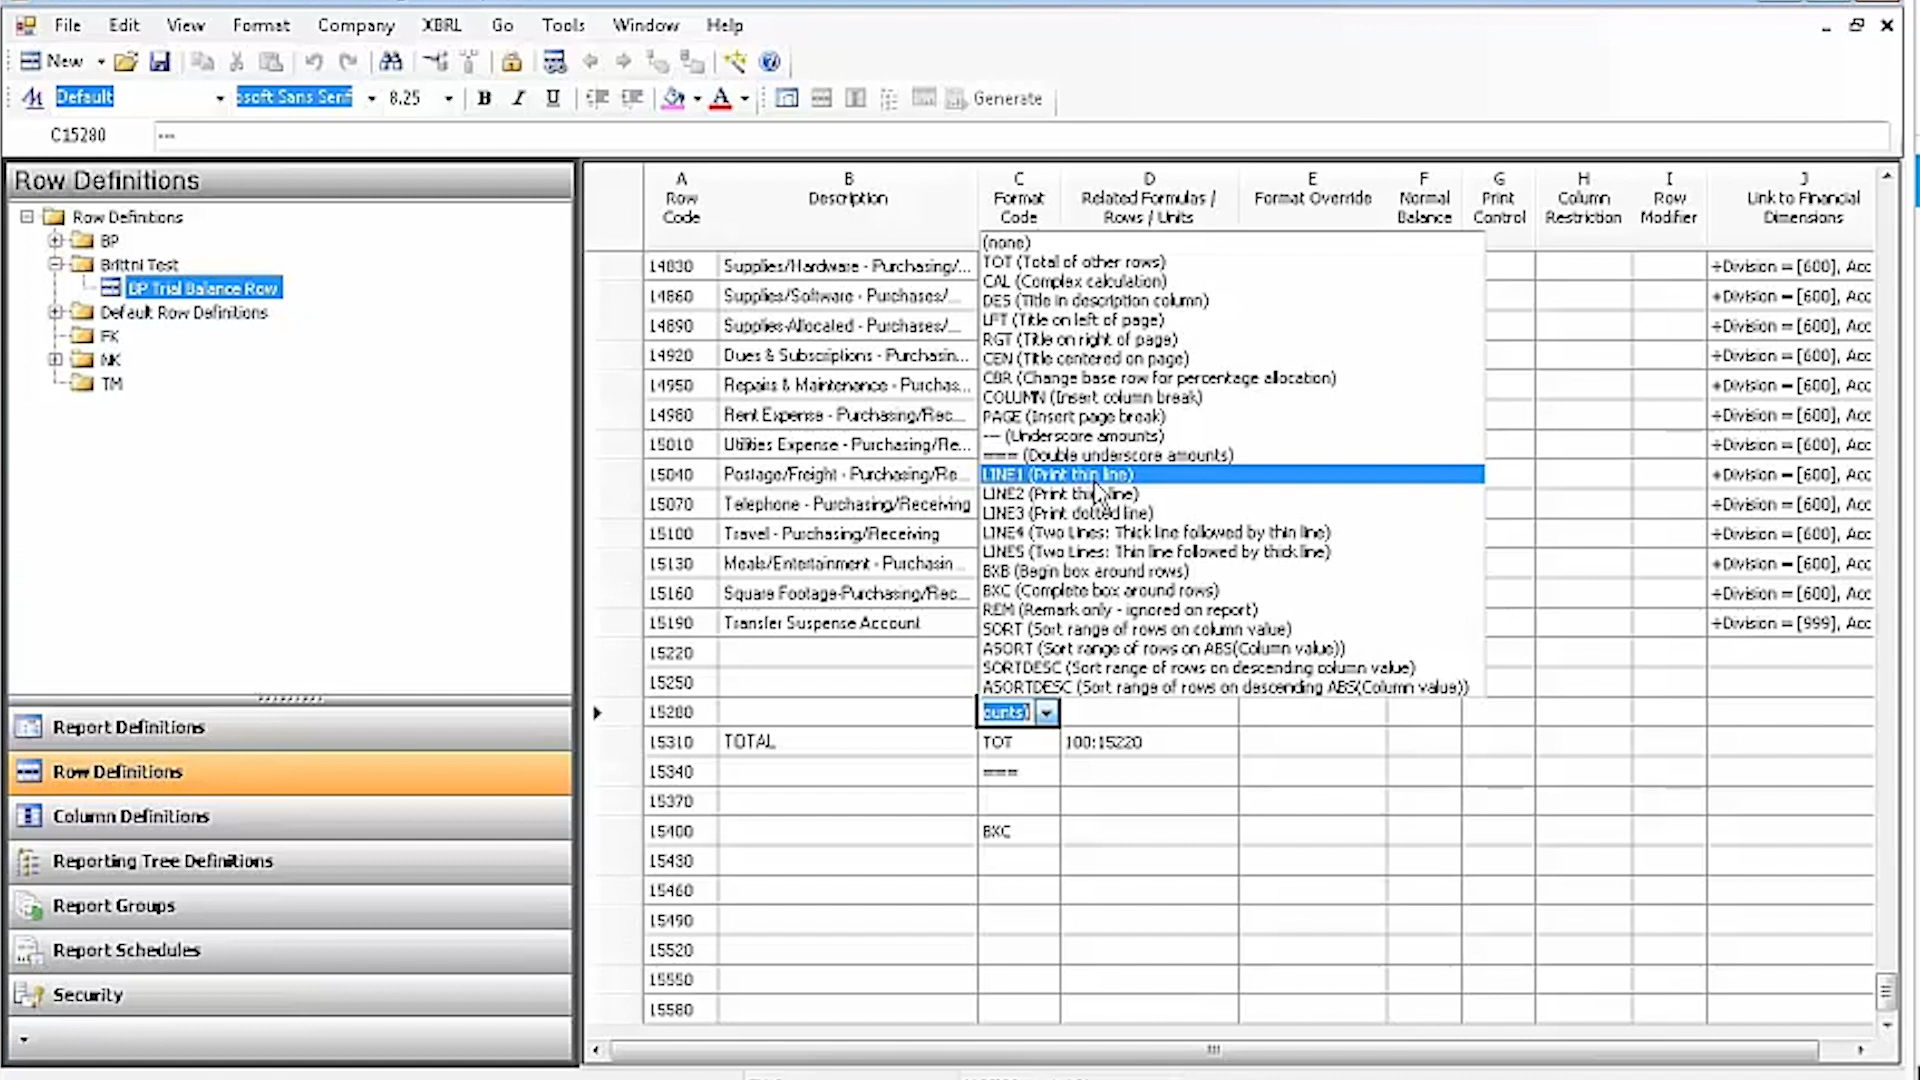 File Edit View Format Company XBRL Go Tools Window Help
New
Default osoft Sans Serif 8.25 B I U A Generate
C15280 ---
Row Definitions
Row Definitions
BP
Brittni Test
BP Trial Balance Row
Default Row Definitions
FK
NK
TM
Report Definitions
Row Definitions
Column Definitions
Reporting Tree Definitions
Report Groups
Report Schedules
Security
A B C D E F G H I J
Row Code Description Format Code Related Formulas / Rows / Units Format Override Normal Balance Print Control Column Restriction Row Modifier Link to Financial Dimensions
14830 Supplies/Hardware - Purchasing/... +Division = [600], Acc
14860 Supplies/Software - Purchases/... +Division = [600], Acc
14890 Supplies-Allocated - Purchases/... +Division = [600], Acc
14920 Dues & Subscriptions - Purchasin... +Division = [600], Acc
14950 Repairs & Maintenance - Purchas... +Division = [600], Acc
14980 Rent Expense - Purchasing/Rec... +Division = [600], Acc
15010 Utilities Expense - Purchasing/Re... +Division = [600], Acc
15040 Postage/Freight - Purchasing/Re... +Division = [600], Acc
15070 Telephone - Purchasing/Receiving +Division = [600], Acc
15100 Travel - Purchasing/Receiving +Division = [600], Acc
15130 Meals/Entertainment - Purchasin... +Division = [600], Acc
15160 Square Footage-Purchasing/Rec... +Division = [600], Acc
15190 Transfer Suspense Account +Division = [999], Acc
15220
15250
15280 ounts)
15310 TOTAL TOT 100:15220
15340 ===
15370
15400 BXC
15430
15460
15490
15520
15550
15580
(none)
TOT (Total of other rows)
CAL (Complex calculation)
DES (Title in description column)
LFT (Title on left of page)
RGT (Title on right of page)
CEN (Title centered on page)
CBR (Change base row for percentage allocation)
COLUMN (Insert column break)
PAGE (Insert page break)
--- (Underscore amounts)
=== (Double underscore amounts)
LINE1 (Print thin line)
LINE2 (Print line)
LINE3 (Print dotted line)
LINE4 (Two Lines: Thick line followed by thin line)
LINE5 (Two Lines: Thin line followed by thick line)
BXB (Begin box around rows)
BXC (Complete box around rows)
REM (Remark only - ignored on report)
SORT (Sort range of rows on column value)
ASORT (Sort range of rows on ABS(Column value))
SORTDESC (Sort range of rows on descending column value)
ASORTDESC (Sort range of rows on descending ABS(Column value))